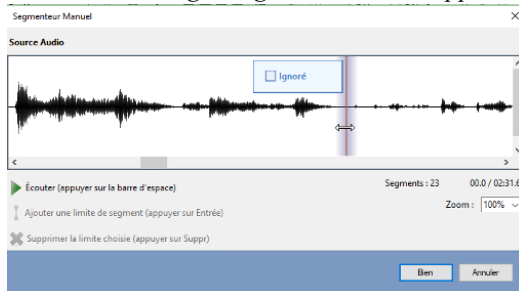 Segmenteur Manuel
Source Audio
Ignoré
Écouter (appuyer sur la barre d'espace)
Segments : 23 00.0 / 02:31.6
Ajouter une limite de segment (appuyer sur Entrée)
Zoom : 100%
Supprimer la limite choisie (appuyer sur Suppr)
Bien Annuler